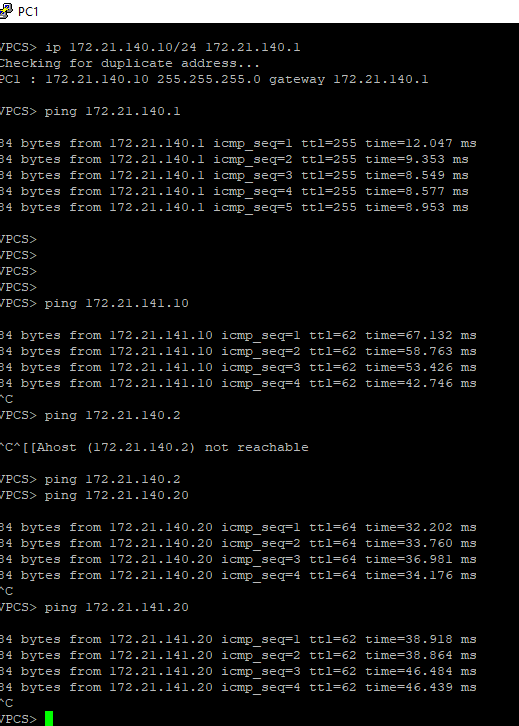 PC1
VPCS> ip 172.21.140.10/24 172.21.140.1
Checking for duplicate address...
PC1 : 172.21.140.10 255.255.255.0 gateway 172.21.140.1
VPCS> ping 172.21.140.1
84 bytes from 172.21.140.1 icmp_seq=1 ttl=255 time=12.047 ms
84 bytes from 172.21.140.1 icmp_seq=2 ttl=255 time=9.353 ms
84 bytes from 172.21.140.1 icmp_seq=3 ttl=255 time=8.549 ms
84 bytes from 172.21.140.1 icmp_seq=4 ttl=255 time=8.577 ms
84 bytes from 172.21.140.1 icmp_seq=5 ttl=255 time=8.953 ms
VPCS>
VPCS>
VPCS>
VPCS>
VPCS> ping 172.21.141.10
84 bytes from 172.21.141.10 icmp_seq=1 ttl=62 time=67.132 ms
84 bytes from 172.21.141.10 icmp_seq=2 ttl=62 time=58.763 ms
84 bytes from 172.21.141.10 icmp_seq=3 ttl=62 time=53.426 ms
84 bytes from 172.21.141.10 icmp_seq=4 ttl=62 time=42.746 ms
^C
VPCS> ping 172.21.140.2
^C^[[Ahost (172.21.140.2) not reachable
VPCS> ping 172.21.140.2
VPCS> ping 172.21.140.20
84 bytes from 172.21.140.20 icmp_seq=1 ttl=64 time=32.202 ms
84 bytes from 172.21.140.20 icmp_seq=2 ttl=64 time=33.760 ms
84 bytes from 172.21.140.20 icmp_seq=3 ttl=64 time=36.981 ms
84 bytes from 172.21.140.20 icmp_seq=4 ttl=64 time=34.176 ms
^C
VPCS> ping 172.21.141.20
84 bytes from 172.21.141.20 icmp_seq=1 ttl=62 time=38.918 ms
84 bytes from 172.21.141.20 icmp_seq=2 ttl=62 time=38.864 ms
84 bytes from 172.21.141.20 icmp_seq=3 ttl=62 time=46.484 ms
84 bytes from 172.21.141.20 icmp_seq=4 ttl=62 time=46.439 ms
^C
VPCS>